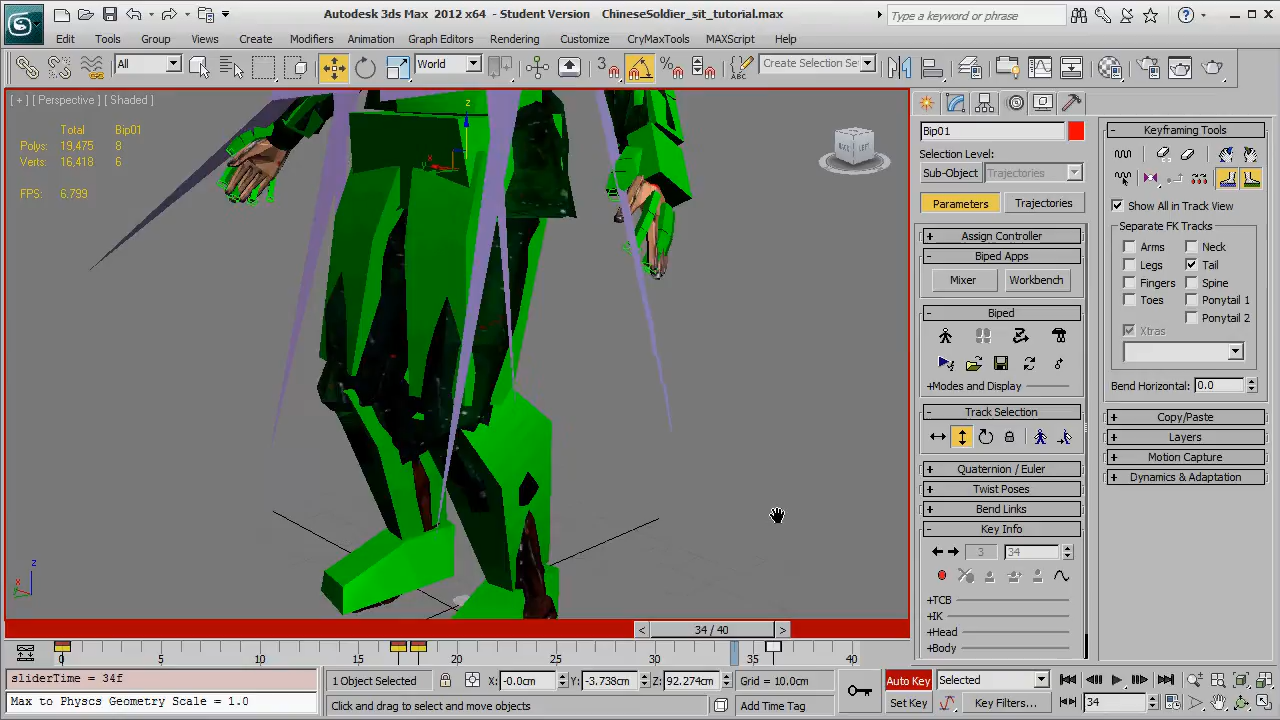 Autodesk 3ds Max 2012 x64 - Student Version ChineseSoldier_sit_tutorial.max
Type a keyword or phrase
Edit Tools Group Views Create Modifiers Animation Graph Editors Rendering Customize CryMaxTools MAXScript Help
All World 3 Create Selection Se
[ + ] [ Perspective ] [ Shaded ]
Total Bip01
Polys: 19,475 8
Verts: 16,418 6
FPS: 6.799
z
x
y
BACK LEFT
z
x
Bip01
Selection Level:
Sub-Object Trajectories
Parameters Trajectories
+ Assign Controller
- Biped Apps
Mixer Workbench
- Biped
+Modes and Display
- Track Selection
+ Quaternion / Euler
+ Twist Poses
+ Bend Links
- Key Info
3 34
+TCB
+IK
+Head
+Body
- Keyframing Tools
Show All in Track View
Separate FK Tracks
Arms Neck
Legs Tail
Fingers Spine
Toes Ponytail 1
Ponytail 2
Xtras
Bend Horizontal: 0.0
+ Copy/Paste
+ Layers
+ Motion Capture
+ Dynamics & Adaptation
< 34 / 40 >
0 5 10 15 20 25 30 35 40
sliderTime = 34f
Max to Physcs Geometry Scale = 1.0
1 Object Selected X: -0.0cm Y: -3.738cm Z: 92.274cm Grid = 10.0cm
Click and drag to select and move objects Add Time Tag
Auto Key Selected
Set Key Key Filters... 34